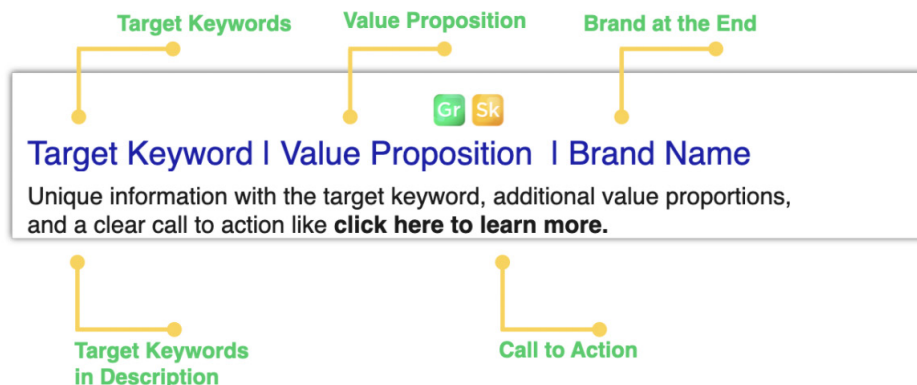 Target Keywords
Value Proposition
Brand at the End
Gr Sk
Target Keyword | Value Proposition | Brand Name
Unique information with the target keyword, additional value proportions,
and a clear call to action like click here to learn more.
Target Keywords
in Description
Call to Action